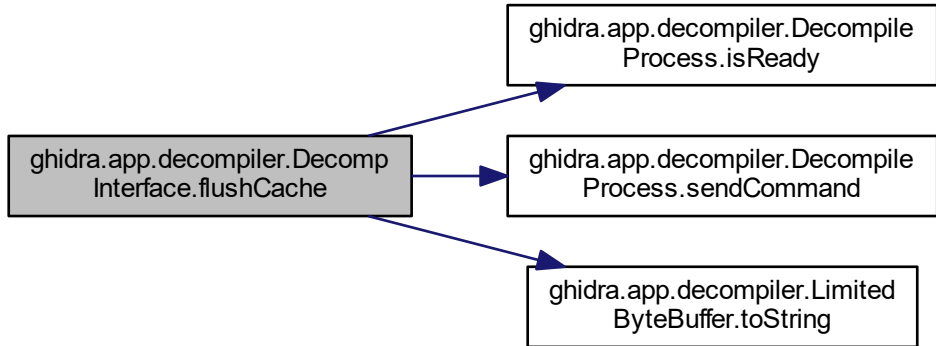 ghidra.app.decompiler.Decompile
Process.isReady
ghidra.app.decompiler.Decomp
Interface.flushCache
ghidra.app.decompiler.Decompile
Process.sendCommand
ghidra.app.decompiler.Limited
ByteBuffer.toString